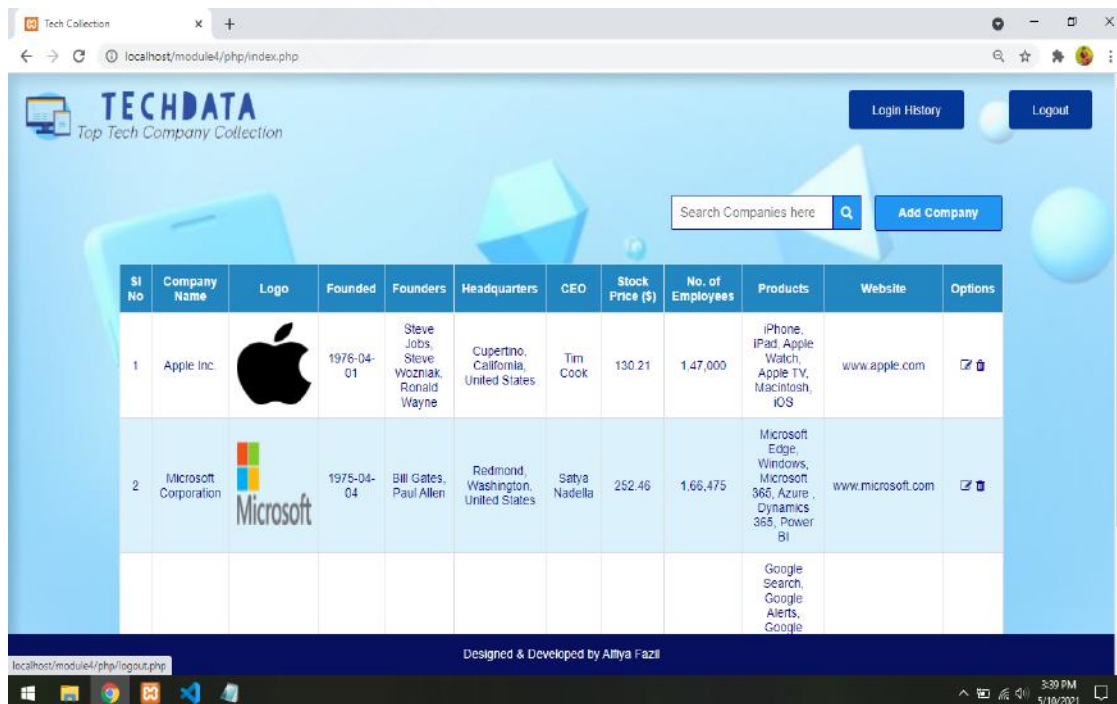 Tech Collection
localhost/module4/php/index.php
TECHDATA
Top Tech Company Collection
Login History
Logout
Search Companies here
Add Company
Sl No
Company Name
Logo
Founded
Founders
Headquarters
CEO
Stock Price ($)
No. of Employees
Products
Website
Options
1
Apple Inc.
1976-04-
01
Steve
Jobs,
Steve
Wozniak,
Ronald
Wayne
Cupertino,
California,
United States
Tim
Cook
130.21
1,47,000
iPhone,
iPad, Apple
Watch,
Apple TV,
Macintosh,
iOS
www.apple.com
2
Microsoft
Corporation
Microsoft
1975-04-
04
Bill Gates,
Paul Allen
Redmond,
Washington,
United States
Satya
Nadella
252.46
1,66,475
Microsoft
Edge,
Windows,
Microsoft
365, Azure ,
Dynamics
365, Power
BI
www.microsoft.com
Google
Search,
Google
Alerts,
Google
Designed & Developed by Alfiya Fazil
localhost/module4/php/logout.php
3:39 PM
5/10/2021